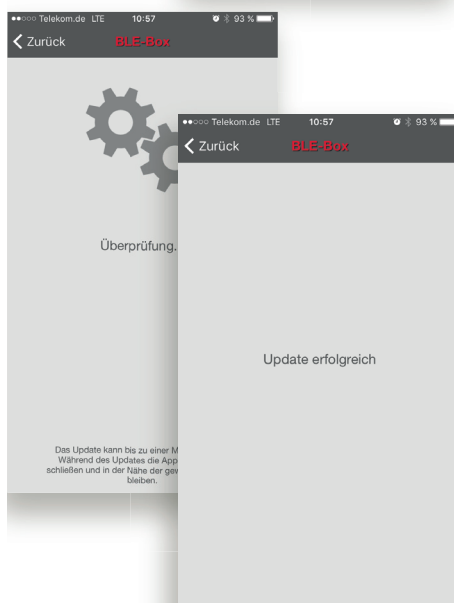 ●●○○○ Telekom.de LTE 10:57 93 %
Zurück BLE-Box
Überprüfung.
Das Update kann bis zu einer
Während des Updates die App
schließen und in der Nähe der
bleiben.
●●○○○ Telekom.de LTE 10:57 93 %
Zurück BLE-Box
Update erfolgreich